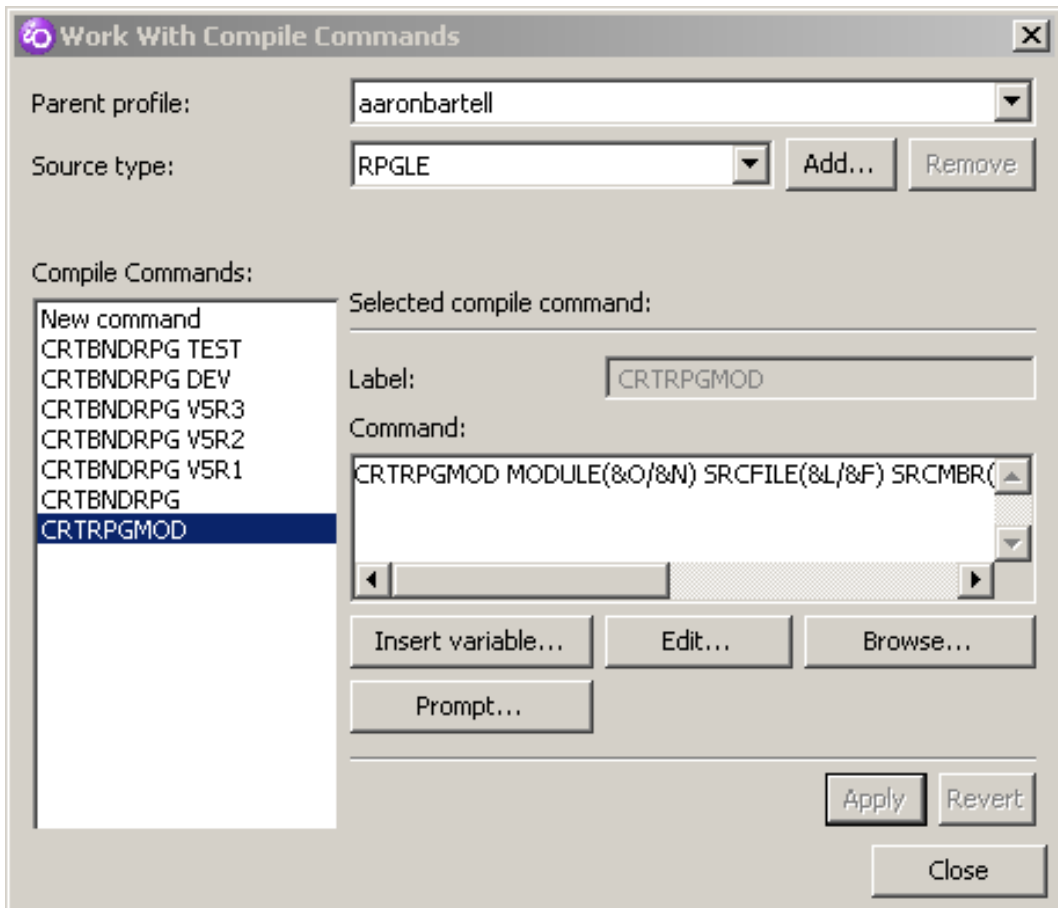 Work With Compile Commands
Parent profile: aaronbartell
Source type: RPGLE Add... Remove
Compile Commands:
New command
CRTBNDRPG TEST
CRTBNDRPG DEV
CRTBNDRPG V5R3
CRTBNDRPG V5R2
CRTBNDRPG V5R1
CRTBNDRPG
CRTRPGMOD
Selected compile command:
Label: CRTRPGMOD
Command:
CRTRPGMOD MODULE(&O/&N) SRCFILE(&L/&F) SRCMBR(
Insert variable... Edit... Browse...
Prompt...
Apply Revert
Close